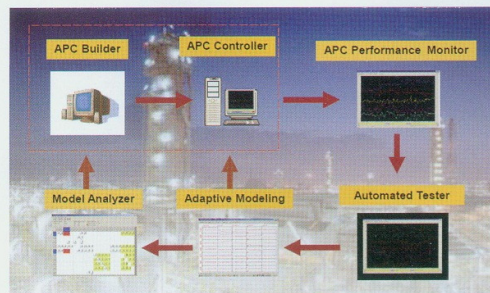 APC Builder
APC Controller
APC Performance Monitor
Model Analyzer
Adaptive Modeling
Automated Tester